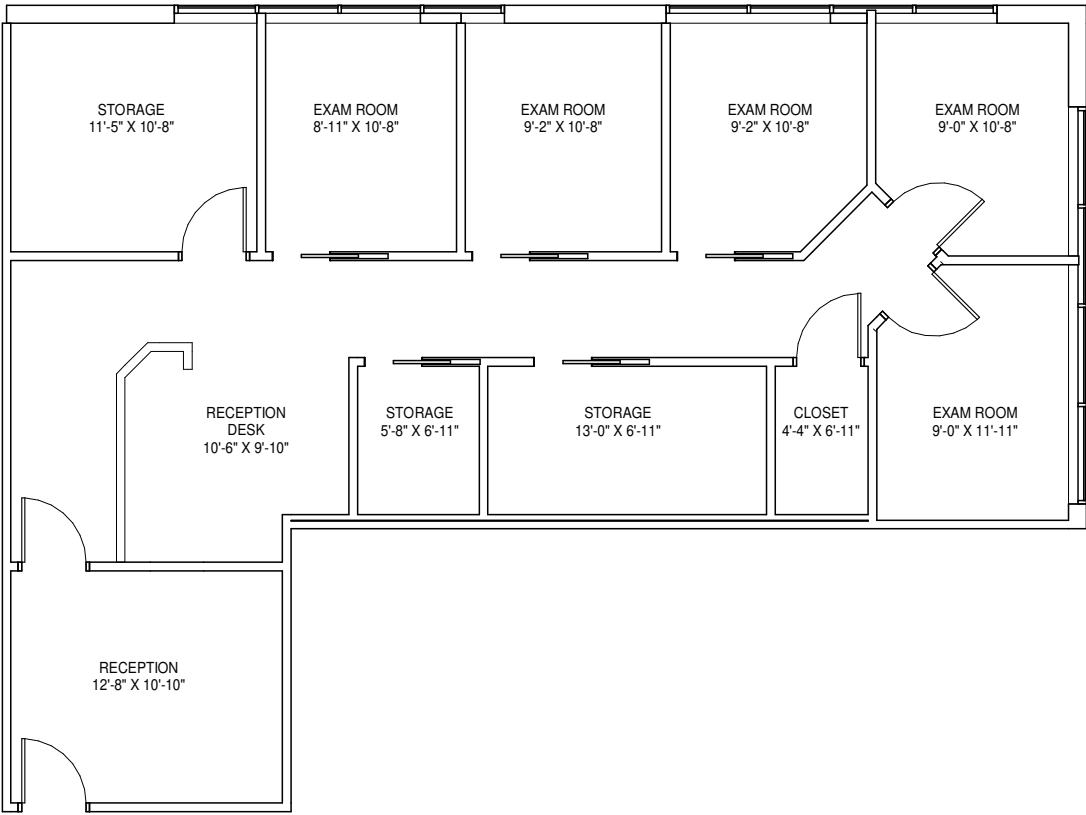 STORAGE
11'-5" X 10'-8"
EXAM ROOM
8'-11" X 10'-8"
EXAM ROOM
9'-2" X 10'-8"
EXAM ROOM
9'-2" X 10'-8"
EXAM ROOM
9'-0" X 10'-8"
RECEPTION
DESK
10'-6" X 9'-10"
STORAGE
5'-8" X 6'-11"
STORAGE
13'-0" X 6'-11"
CLOSET
4'-4" X 6'-11"
EXAM ROOM
9'-0" X 11'-11"
RECEPTION
12'-8" X 10'-10"